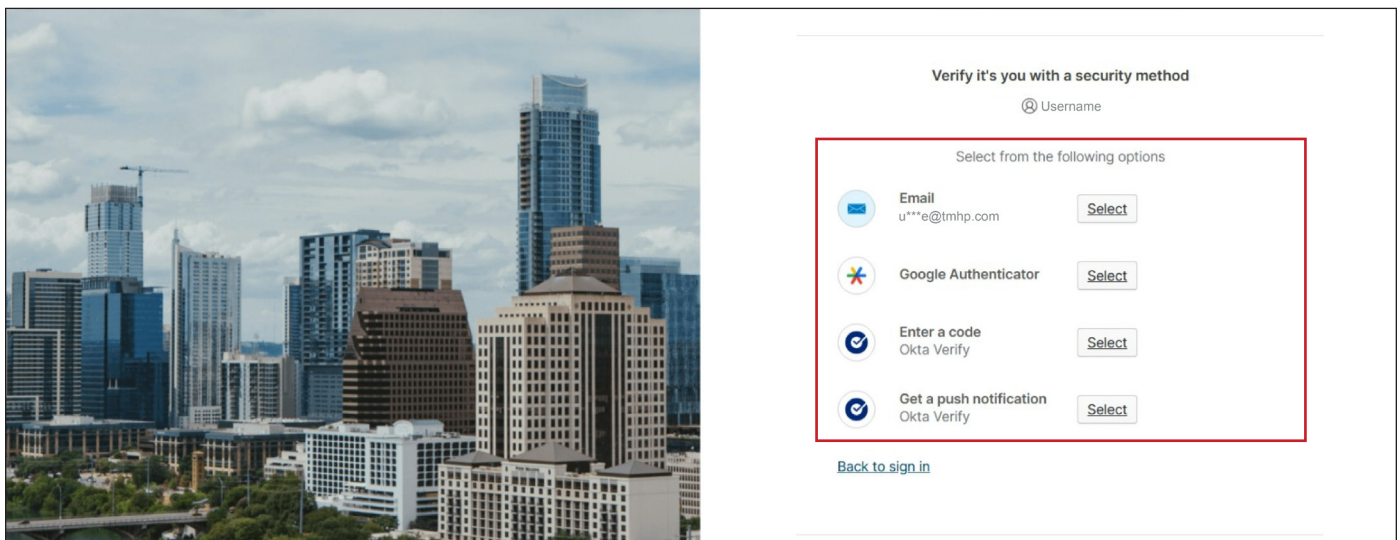 Verify it's you with a security method
Username
Select from the following options
Email
u***e@tmhp.com
Select
Google Authenticator
Select
Enter a code
Okta Verify
Select
Get a push notification
Okta Verify
Select
Back to sign in